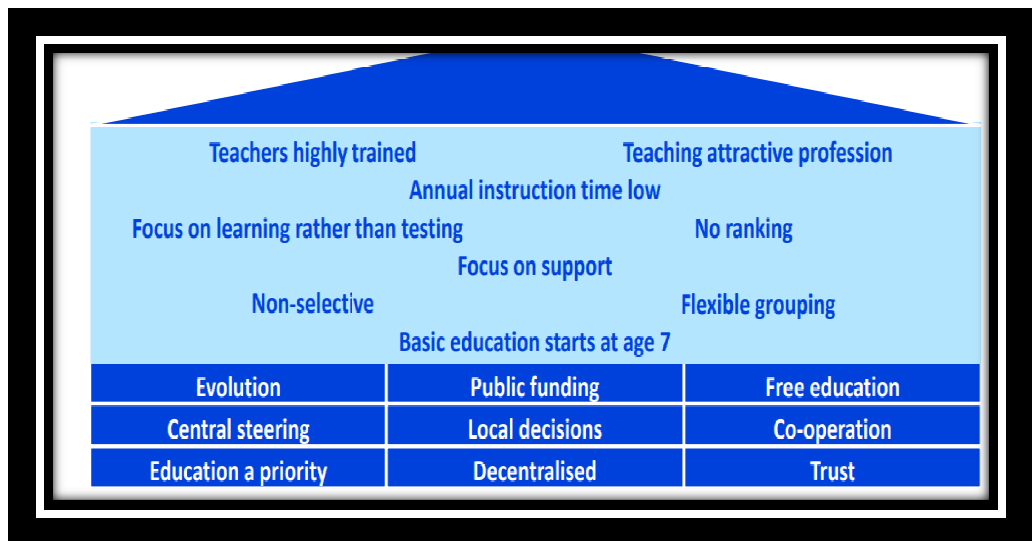 Teachers highly trained Teaching attractive profession
Annual instruction time low
Focus on learning rather than testing No ranking
Focus on support
Non-selective Flexible grouping
Basic education starts at age 7
Evolution Public funding Free education
Central steering Local decisions Co-operation
Education a priority Decentralised Trust